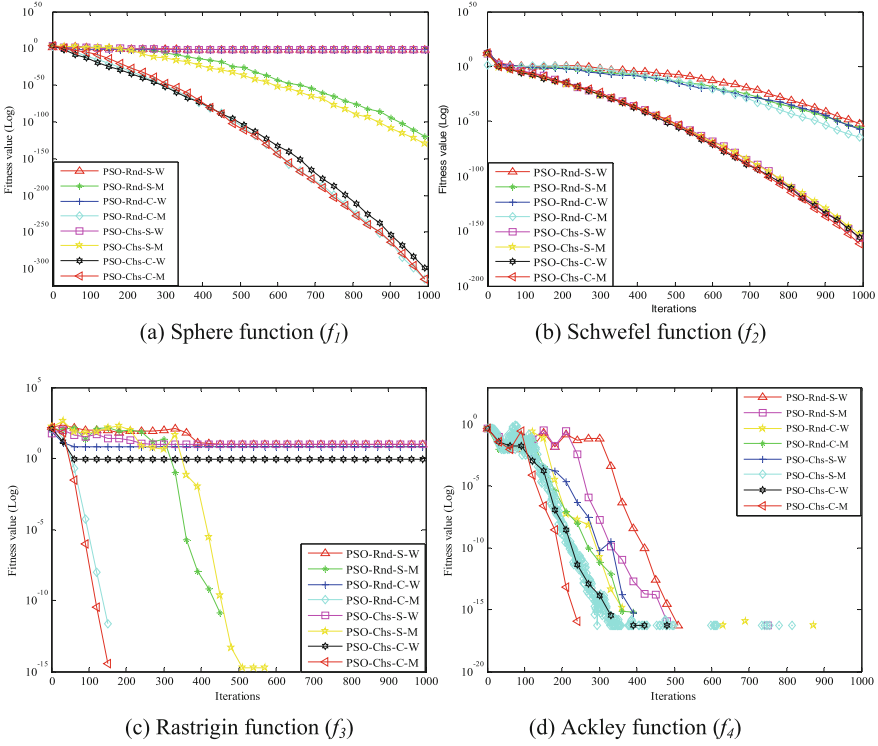 10^50
10^0
10^-50
10^-100
10^-150
10^-200
10^-250
10^-300
Fitness value (Log)
PSO-Rnd-S-W
PSO-Rnd-S-M
PSO-Rnd-C-W
PSO-Rnd-C-M
PSO-Chs-S-W
PSO-Chs-S-M
PSO-Chs-C-W
PSO-Chs-C-M
0 100 200 300 400 500 600 700 800 900 1000
(a) Sphere function (f1)
10^50
10^0
10^-50
10^-100
10^-150
10^-200
Fitness value (Log)
PSO-Rnd-S-W
PSO-Rnd-S-M
PSO-Rnd-C-W
PSO-Rnd-C-M
PSO-Chs-S-W
PSO-Chs-S-M
PSO-Chs-C-W
PSO-Chs-C-M
0 100 200 300 400 500 600 700 800 900 1000
Iterations
(b) Schwefel function (f2)
10^5
10^0
10^-5
10^-10
10^-15
Fitness value (Log)
PSO-Rnd-S-W
PSO-Rnd-S-M
PSO-Rnd-C-W
PSO-Rnd-C-M
PSO-Chs-S-W
PSO-Chs-S-M
PSO-Chs-C-W
PSO-Chs-C-M
0 100 200 300 400 500 600 700 800 900 1000
Iterations
(c) Rastrigin function (f3)
10^5
10^0
10^-5
10^-10
10^-15
10^-20
Fitness value (Log)
PSO-Rnd-S-W
PSO-Rnd-S-M
PSO-Rnd-C-W
PSO-Rnd-C-M
PSO-Chs-S-W
PSO-Chs-S-M
PSO-Chs-C-W
PSO-Chs-C-M
0 100 200 300 400 500 600 700 800 900 1000
Iterations
(d) Ackley function (f4)